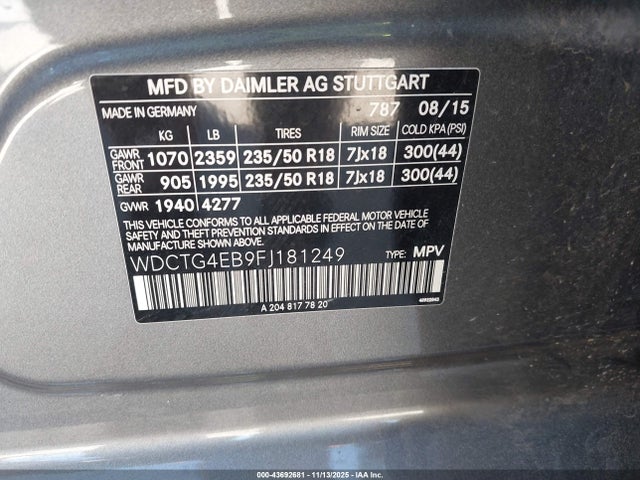 MFD BY DAIMLER AG STUTTGART
MADE IN GERMANY 787 08/15
KG LB TIRES RIM SIZE COLD KPA(PSI)
GAWR FRONT 1070 2359 235/50 R18 7Jx18 300(44)
GAWR REAR 905 1995 235/50 R18 7Jx18 300(44)
GVWR 1940 4277
THIS VEHICLE CONFORMS TO ALL APPLICABLE FEDERAL MOTOR VEHICLE
SAFETY AND THEFT PREVENTION STANDARDS IN EFFECT ON THE DATE
OF MANUFACTURE SHOWN ABOVE.
WDCTG4EB9FJ181249 TYPE: MPV
A 204 817 78 20
000-43692681 - 11/13/2025 - IAA Inc.